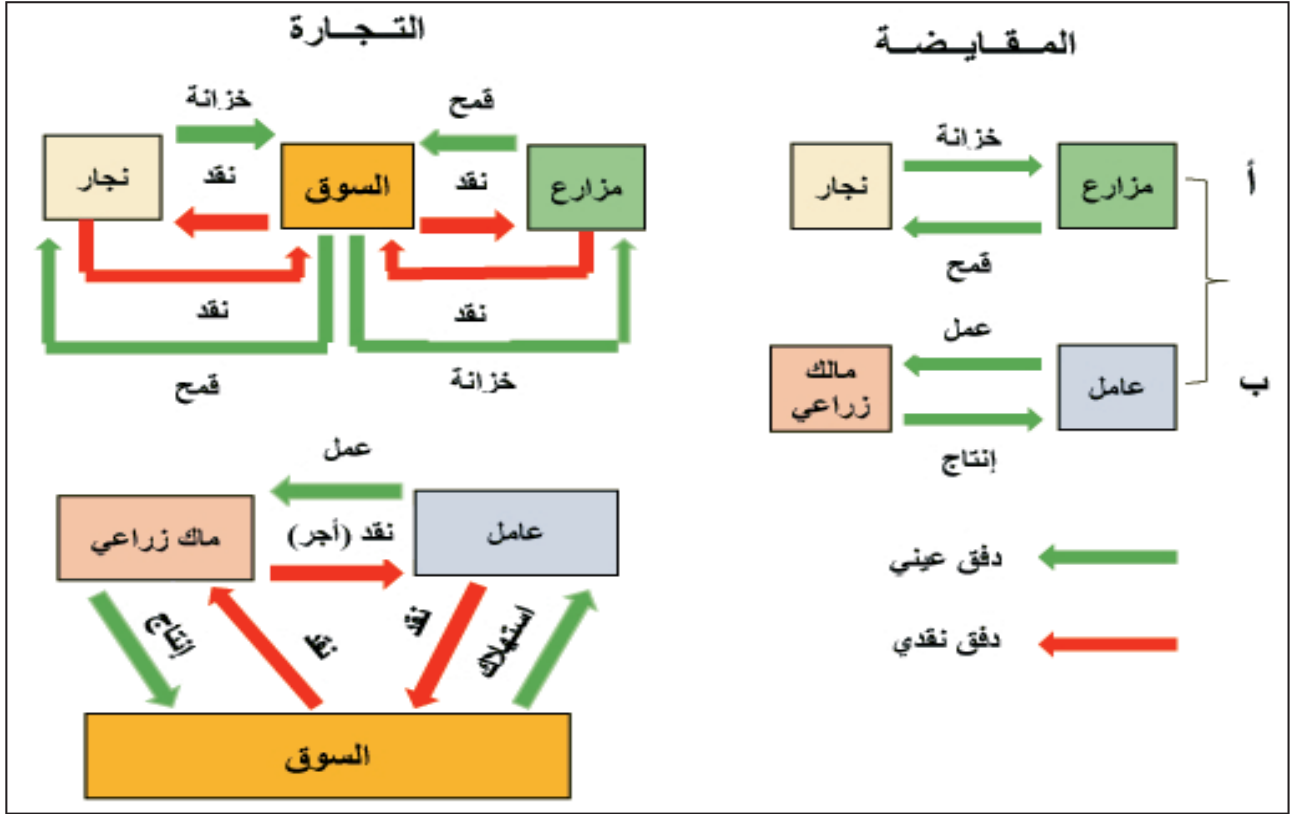 المقايضة
أ
خزانة
مزارع
نجار
قمح
ب
عمل
عامل
مالك
زراعي
إنتاج
دفق عيني
دفق نقدي
التجارة
قمح
خزانة
مزارع
نقد
السوق
نقد
نجار
نقد
نقد
خزانة
قمح
عمل
عامل
نقد (أجر)
ماك زراعي
استهلاك
نقد
نقد
إنتاج
السوق